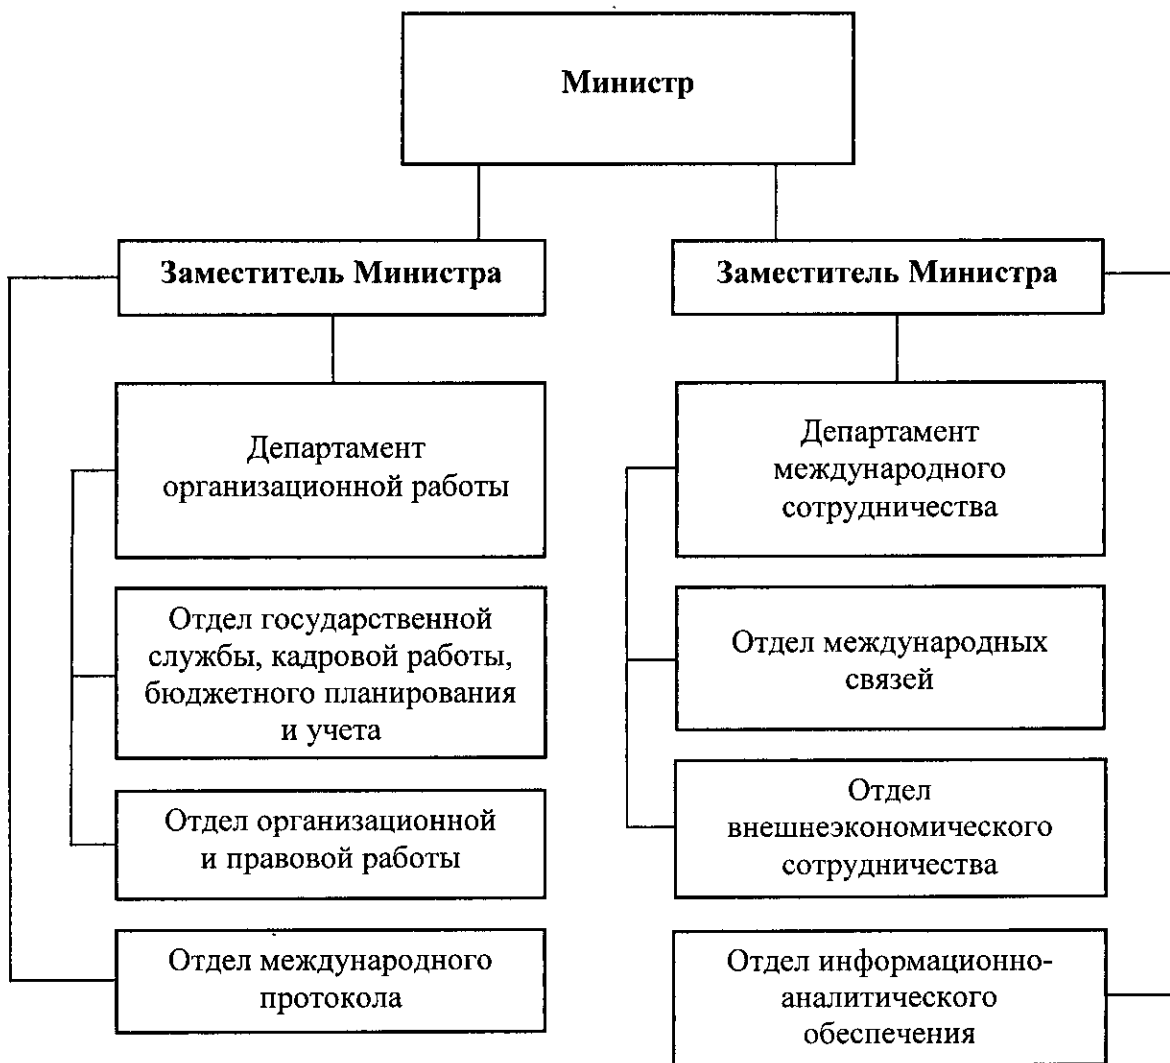 Министр
Заместитель Министра
Заместитель Министра
Департамент
организационной работы
Департамент
международного
сотрудничества
Отдел государственной
службы, кадровой работы,
бюджетного планирования
и учета
Отдел международных
связей
Отдел организационной
и правовой работы
Отдел
внешнеэкономического
сотрудничества
Отдел международного
протокола
Отдел информационно-
аналитического
обеспечения